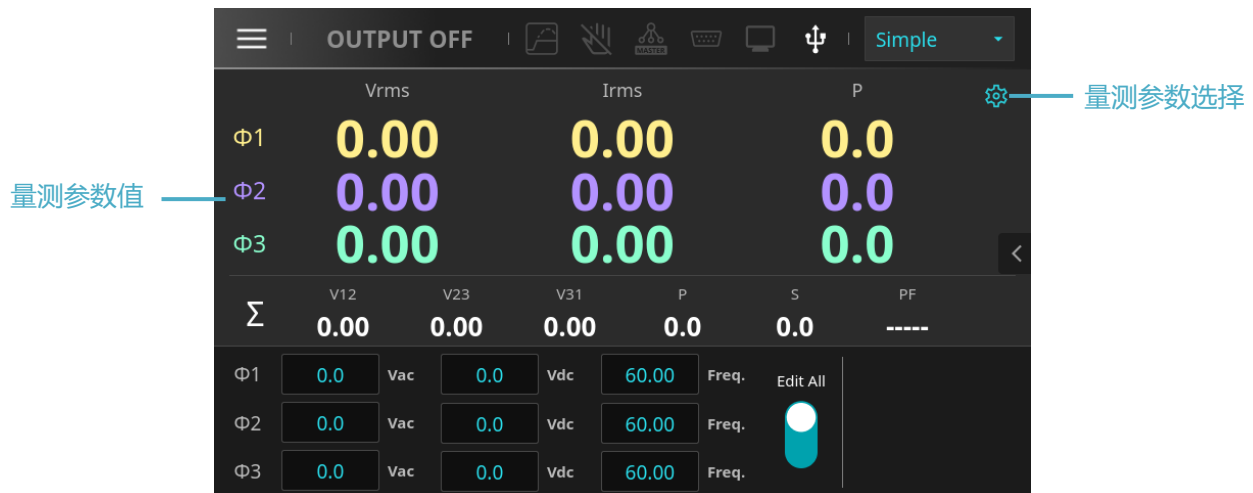 OUTPUT OFF MASTER Simple
Vrms Irms P
量测参数选择
Φ1 0.00 0.00 0.0
量测参数值
Φ2 0.00 0.00 0.0
Φ3 0.00 0.00 0.0
V12 V23 V31 P S PF
Σ 0.00 0.00 0.00 0.0 0.0 -----
Φ1 0.0 Vac 0.0 Vdc 60.00 Freq. Edit All
Φ2 0.0 Vac 0.0 Vdc 60.00 Freq.
Φ3 0.0 Vac 0.0 Vdc 60.00 Freq.